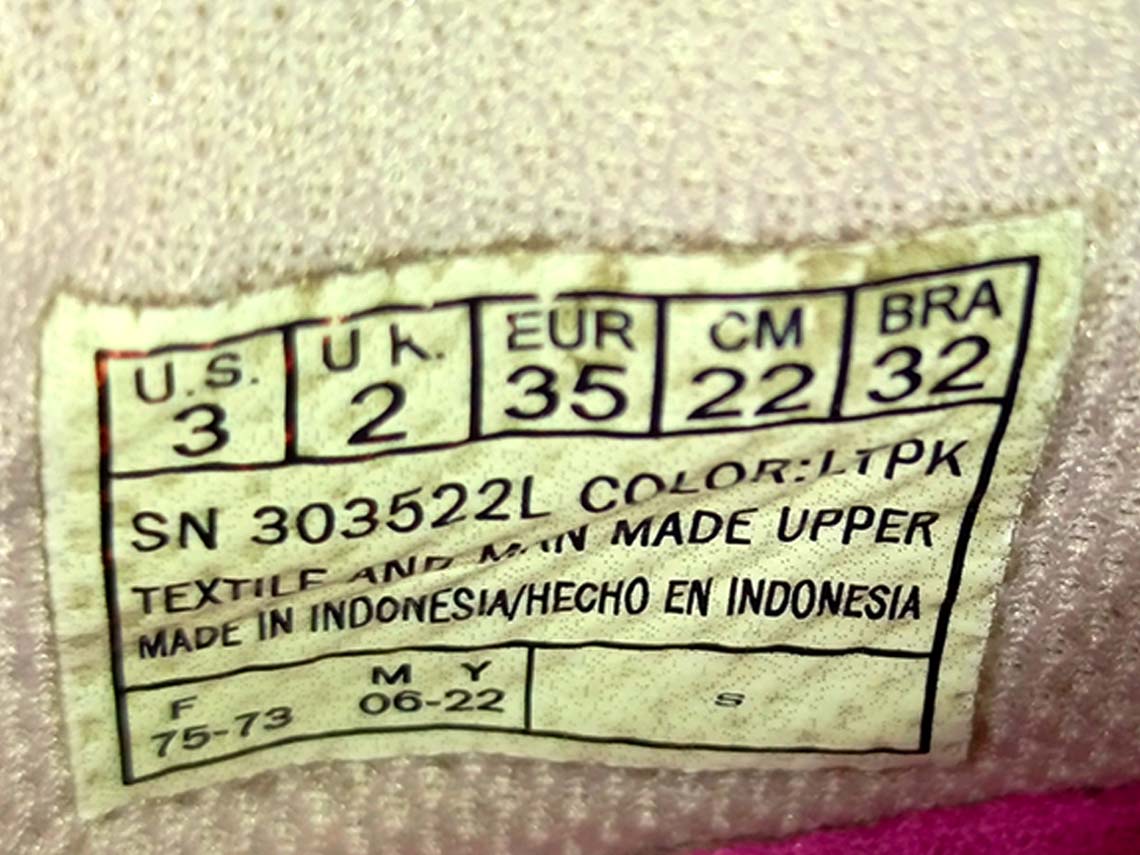 U.S. UK. EUR CM BRA
3 2 35 22 32
SN 303522L COLOR:LTPK
TEXTILE AND MAN MADE UPPER
MADE IN INDONESIA/HECHO EN INDONESIA
F M Y
75-73 06-22 S